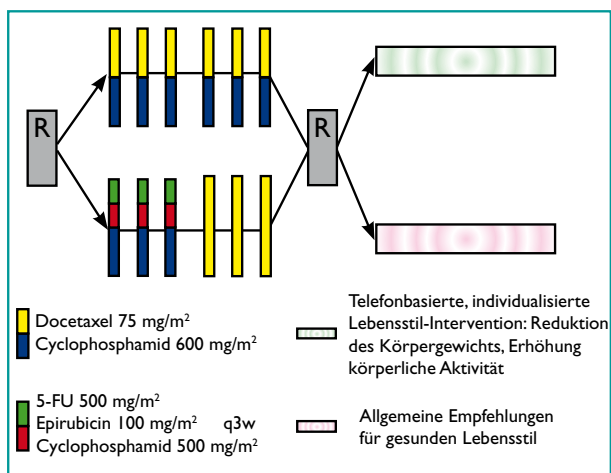 R
R
Docetaxel 75 mg/m²
Cyclophosphamid 600 mg/m²
5-FU 500 mg/m²
Epirubicin 100 mg/m² q3w
Cyclophosphamid 500 mg/m²
Telefonbasierte, individualisierte
Lebensstil-Intervention: Reduktion
des Körpergewichts, Erhöhung
körperliche Aktivität
Allgemeine Empfehlungen
für gesunden Lebensstil